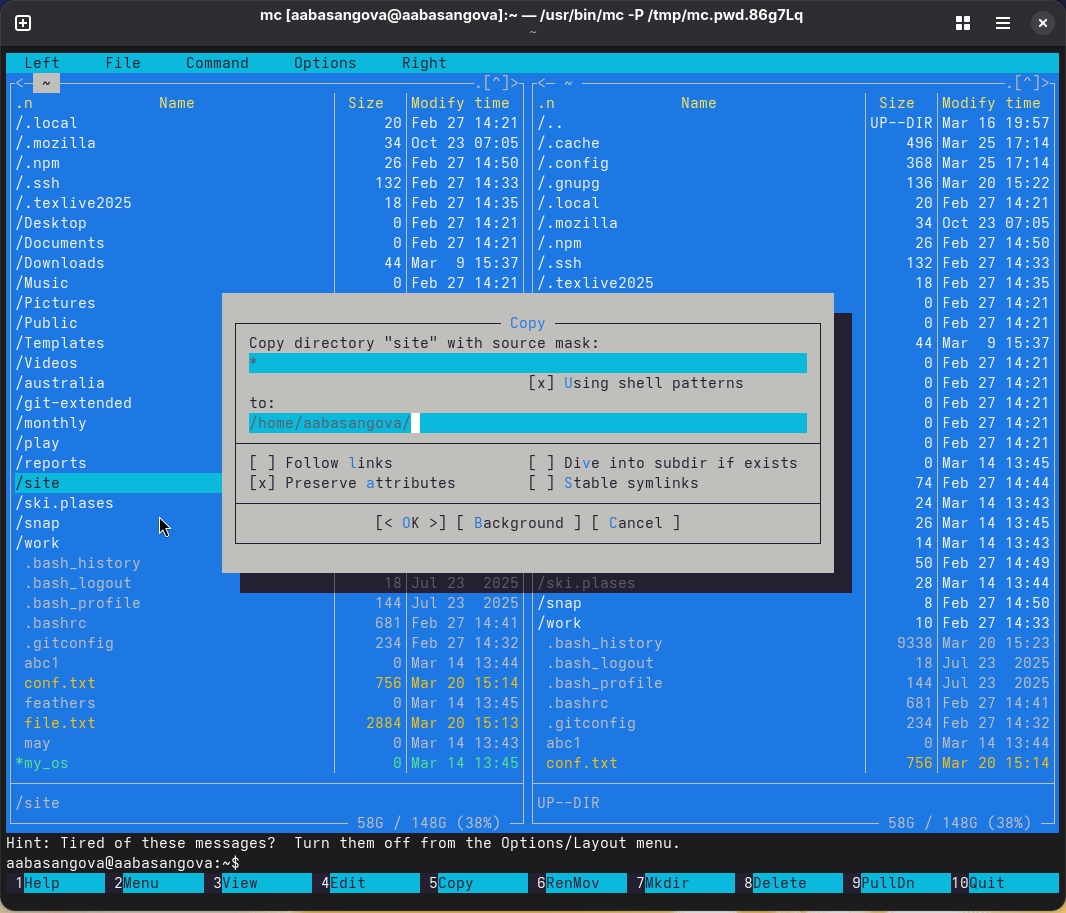 mc [aabasangova@aabasangova]:~ — /usr/bin/mc -P /tmp/mc.pwd.86g7Lq
~
Left File Command Options Right
<─ ~ ─.[^]>
.n Name Size Modify time
/.local 20 Feb 27 14:21
/.mozilla 34 Oct 23 07:05
/.npm 26 Feb 27 14:50
/.ssh 132 Feb 27 14:33
/.texlive2025 18 Feb 27 14:35
/Desktop 0 Feb 27 14:21
/Documents 0 Feb 27 14:21
/Downloads 44 Mar 9 15:37
/Music 0 Feb 27 14:21
/Pictures
/Public
/Templates
/Videos
/australia
/git-extended
/monthly
/play
/reports
/site
/ski.plases
/snap
/work
.bash_history
.bash_logout 18 Jul 23 2025
.bash_profile 144 Jul 23 2025
.bashrc 681 Feb 27 14:41
.gitconfig 234 Feb 27 14:32
abc1 0 Mar 14 13:44
conf.txt 756 Mar 20 15:14
feathers 0 Mar 14 13:45
file.txt 2884 Mar 20 15:13
may 0 Mar 14 13:43
*my_os 0 Mar 14 13:45
/site
58G / 148G (38%)
<─ ~ ─.[^]>
.n Name Size Modify time
/.. UP--DIR Mar 16 19:57
/.cache 496 Mar 25 17:14
/.config 368 Mar 25 17:14
/.gnupg 136 Mar 20 15:22
/.local 20 Feb 27 14:21
/.mozilla 34 Oct 23 07:05
/.npm 26 Feb 27 14:50
/.ssh 132 Feb 27 14:33
/.texlive2025 18 Feb 27 14:35
0 Feb 27 14:21
0 Feb 27 14:21
44 Mar 9 15:37
0 Feb 27 14:21
0 Feb 27 14:21
0 Feb 27 14:21
0 Feb 27 14:21
0 Feb 27 14:21
0 Mar 14 13:45
74 Feb 27 14:44
24 Mar 14 13:43
26 Mar 14 13:45
14 Mar 14 13:43
50 Feb 27 14:49
/ski.plases 28 Mar 14 13:44
/snap 8 Feb 27 14:50
/work 10 Feb 27 14:33
.bash_history 9338 Mar 20 15:23
.bash_logout 18 Jul 23 2025
.bash_profile 144 Jul 23 2025
.bashrc 681 Feb 27 14:41
.gitconfig 234 Feb 27 14:32
abc1 0 Mar 14 13:44
conf.txt 756 Mar 20 15:14
UP--DIR
58G / 148G (38%)
Copy
Copy directory "site" with source mask:
*
[x] Using shell patterns
to:
/home/aabasangova/
[ ] Follow links [ ] Dive into subdir if exists
[x] Preserve attributes [ ] Stable symlinks
[< OK >] [ Background ] [ Cancel ]
Hint: Tired of these messages? Turn them off from the Options/Layout menu.
aabasangova@aabasangova:~$
1Help 2Menu 3View 4Edit 5Copy 6RenMov 7Mkdir 8Delete 9PullDn 10Quit